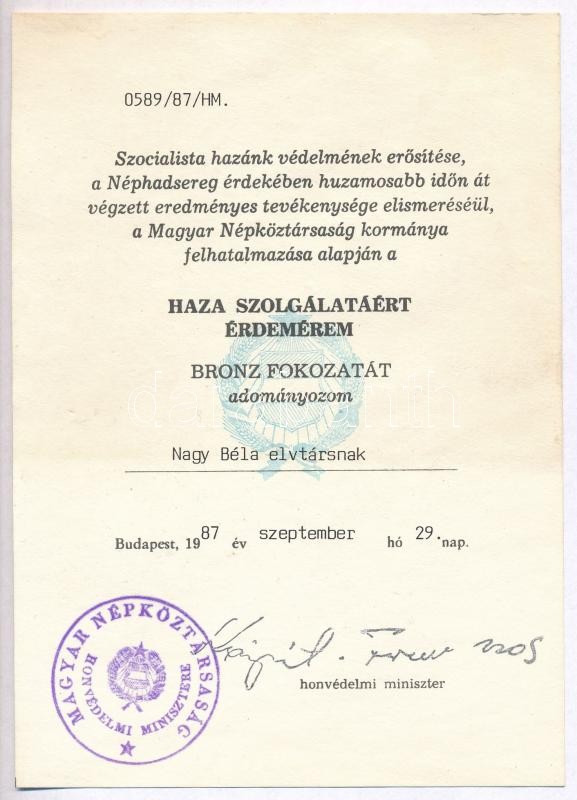 0589/87/HM.
Szocialista hazánk védelmének erősítése,
a Néphadsereg érdekében huzamosabb időn át
végzett eredményes tevékenysége elismeréséül,
a Magyar Népköztársaság kormánya
felhatalmazása alapján a
HAZA SZOLGÁLATÁÉRT
ÉRDEMÉREM
BRONZ FOKOZATÁT
adományozom
Nagy Béla elvtársnak
Budapest, 1987 év szeptember hó 29. nap.
honvédelmi miniszter
MAGYAR NÉPKÖZTÁRSASÁG
HONVÉDELMI MINISZTERE